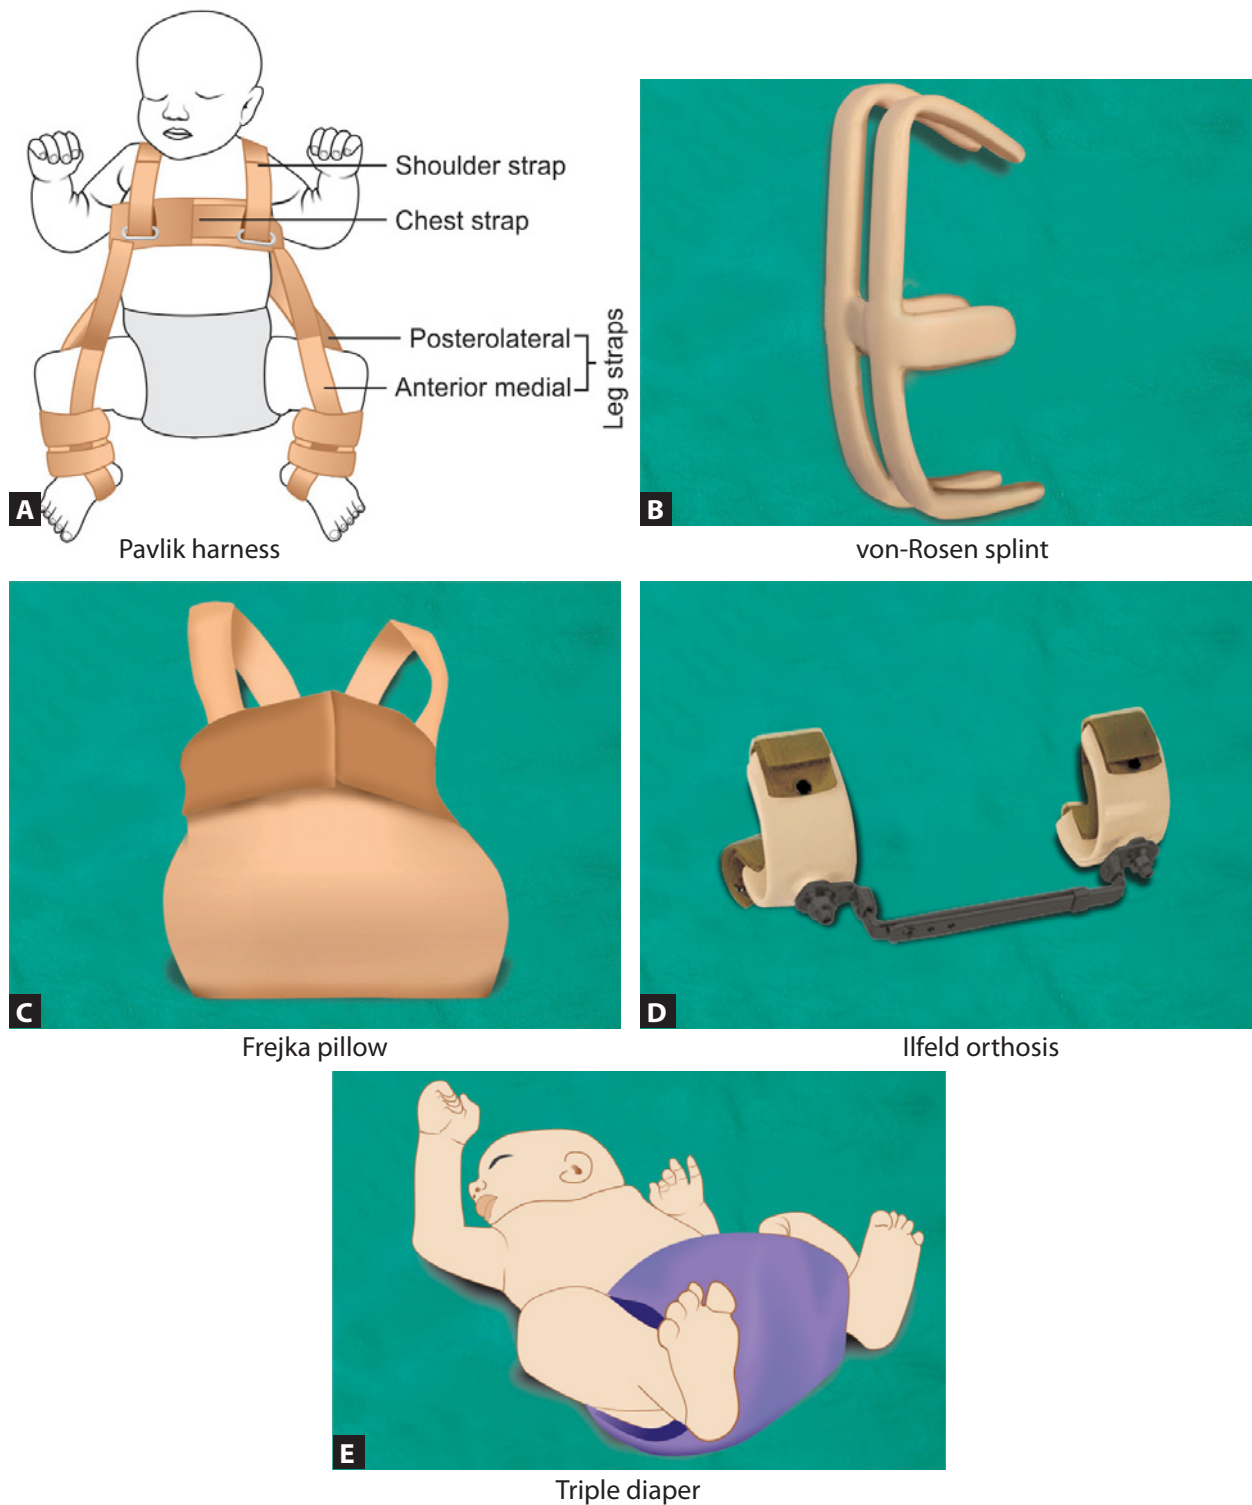 Shoulder strap
Chest strap
Posterolateral
Anterior medial
Leg straps
A
Pavlik harness
B
von-Rosen splint
C
Frejka pillow
D
Ilfeld orthosis
E
Triple diaper